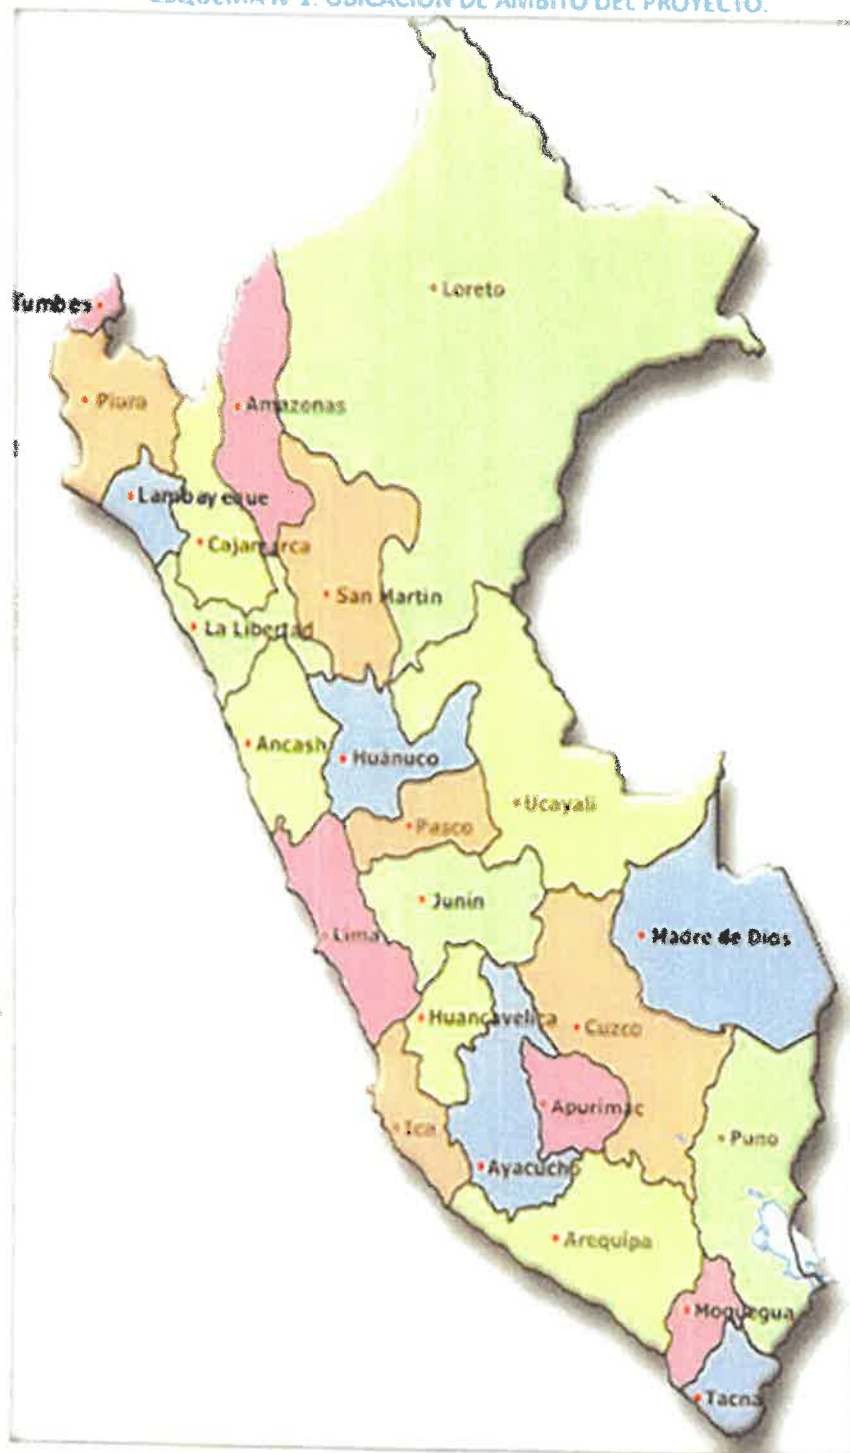 ESQUEMA N° 1: UBICACIÓN DE ÁMBITO DEL PROYECTO.
Loreto
Tumbes
Piura
Amazonas
Lambayeque
Cajamarca
San Martin
La Libertad
Ancash
Huánuco
Ucayali
Pasco
Junín
Lima
Madre de Dios
Huancavelica
Cuzco
Apurimac
Ica
Puno
Ayacucho
Arequipa
Moquegua
Tacna